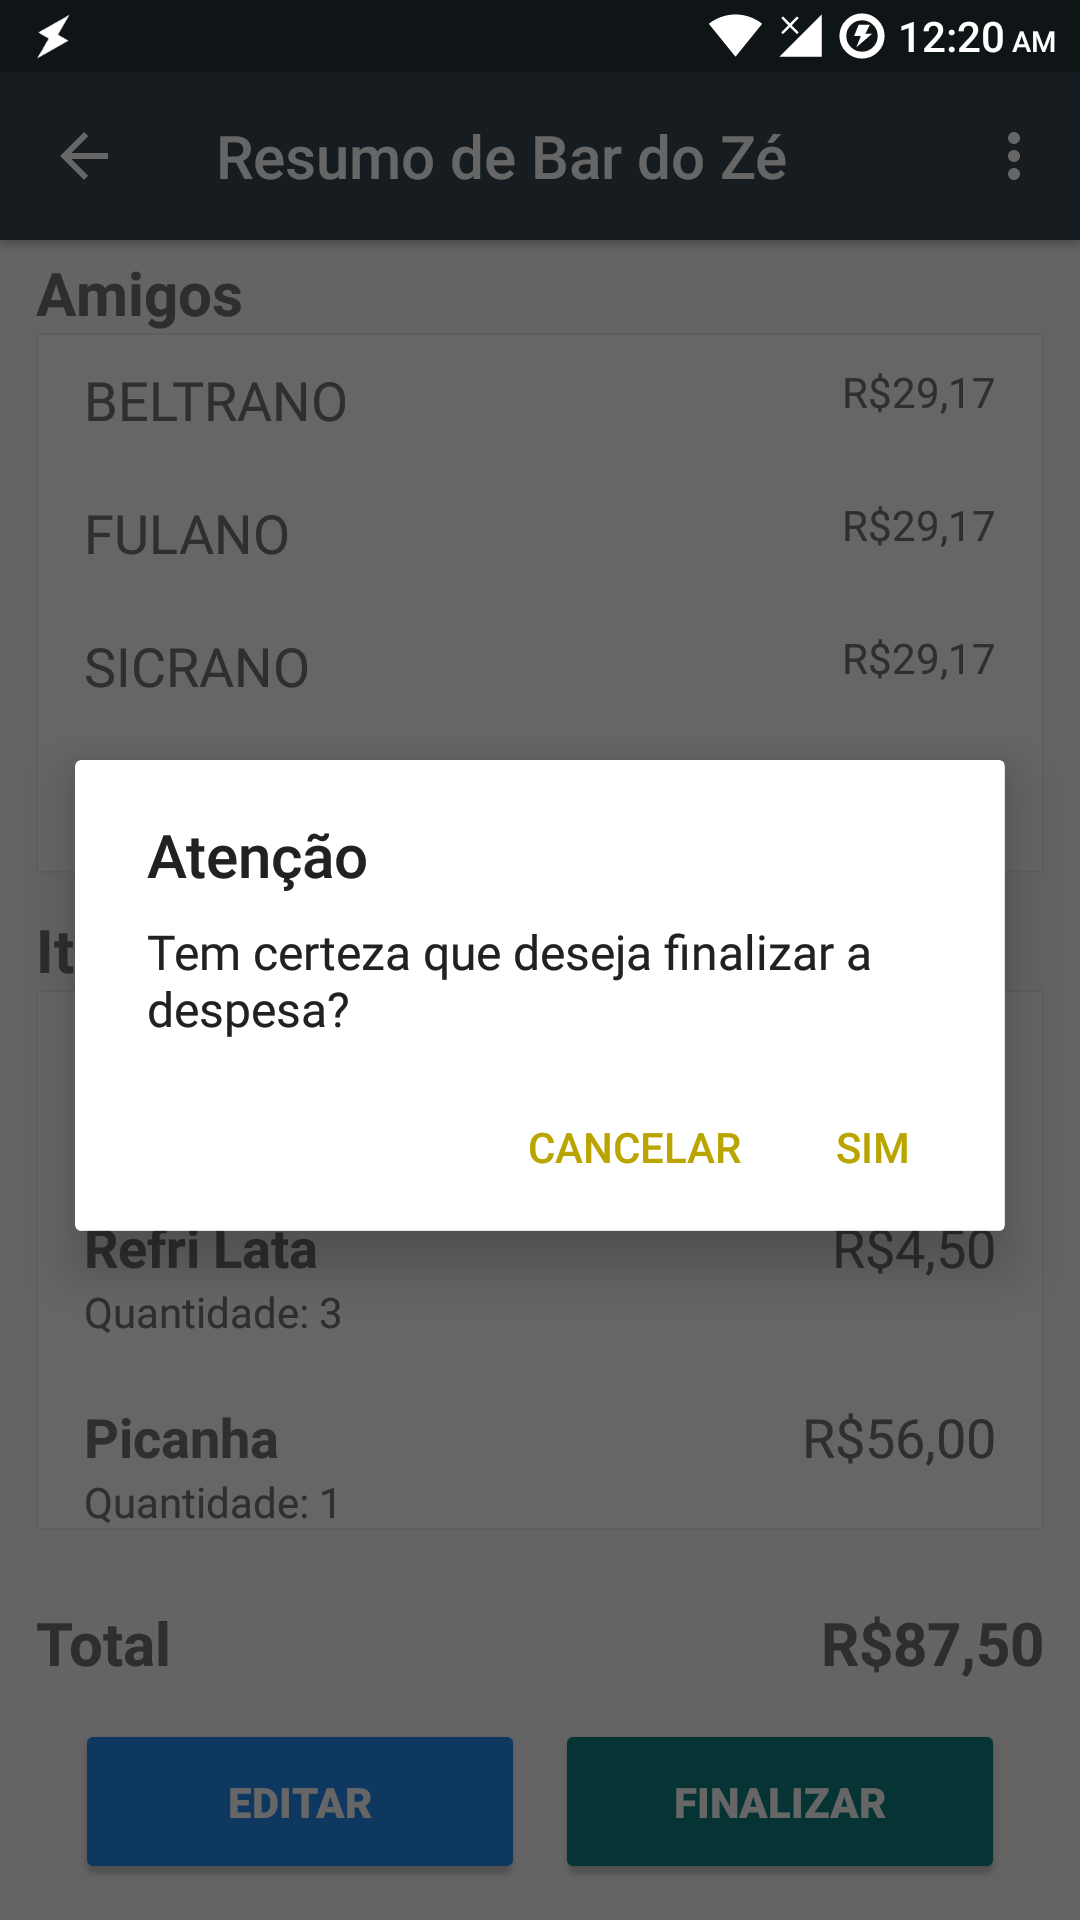 12:20 AM
Resumo de Bar do Zé
Amigos
BELTRANO R$29,17
FULANO R$29,17
SICRANO R$29,17
Atenção
Tem certeza que deseja finalizar a
despesa?
CANCELAR SIM
Refri Lata R$4,50
Quantidade: 3
Picanha R$56,00
Quantidade: 1
Total R$87,50
EDITAR FINALIZAR